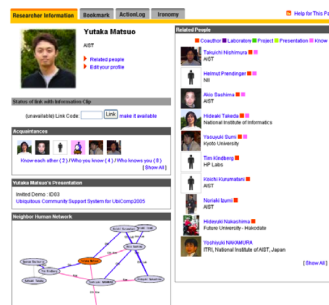 Researcher Information Bookmark ActionLog Ironomy
Help for This Pa
Yutaka Matsuo
AIST
Related people
Edit your profile
Status of link with Information Clip
(unavailable) Link Code: Link make it available
Acquaintances
Know each other ( 2 ) / Who you know ( 4 ) / Who knows you ( 0 )
[ Show All ]
Yutaka Matsuo's Presentation
Invited Demo : ID03
Ubiquitous Community Support System for UbiComp2005
Neighbor Human Network
Related People
Coauthor Laboratory Project Presentation Know
Takuichi Nishimura
AIST
Helmut Prendinger
NII
Akio Sashima
AIST
Hideaki Takeda
National Institute of Informatics
Yasuyuki Sumi
Kyoto University
Tim Kindberg
HP Labs
Koichi Kurumatani
AIST
Noriaki Izumi
AIST
Hideyuki Nakashima
Future University - Hakodate
Yoshiyuki NAKAMURA
ITRI, National Institute of AIST, Japan
[ Show All ]